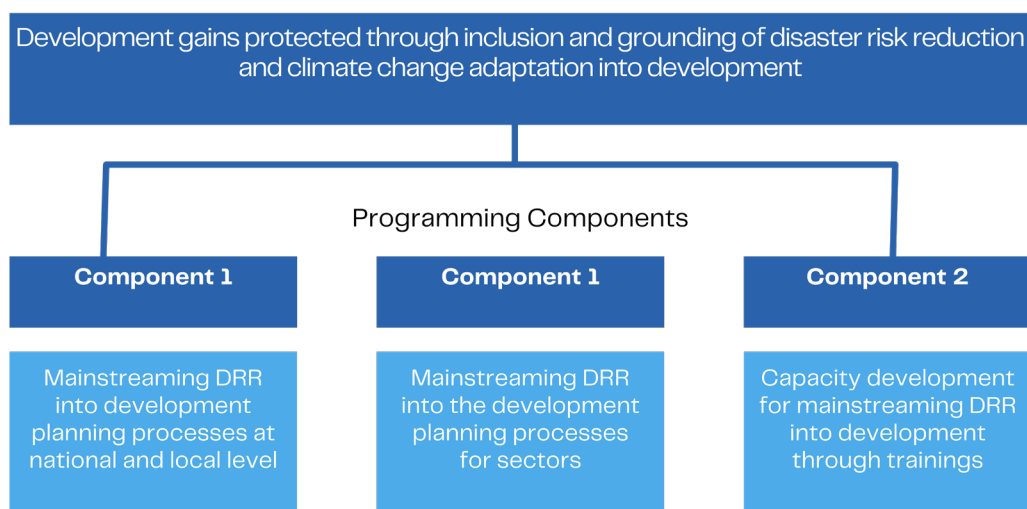 Development gains protected through inclusion and grounding of disaster risk reduction
and climate change adaptation into development
Programming Components
Component 1
Mainstreaming DRR
into development
planning processes at
national and local level
Component 1
Mainstreaming DRR
into the development
planning processes
for sectors
Component 2
Capacity development
for mainstreaming DRR
into development
through trainings